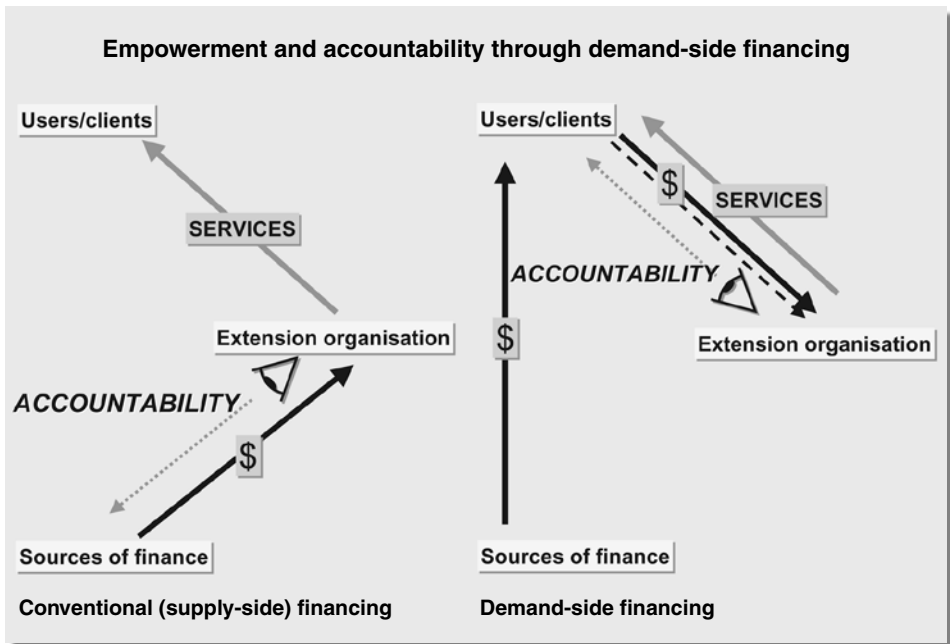 Empowerment and accountability through demand-side financing
Users/clients
SERVICES
Extension organisation
ACCOUNTABILITY
$
Sources of finance
Conventional (supply-side) financing
Users/clients
$
SERVICES
ACCOUNTABILITY
$
Extension organisation
Sources of finance
Demand-side financing